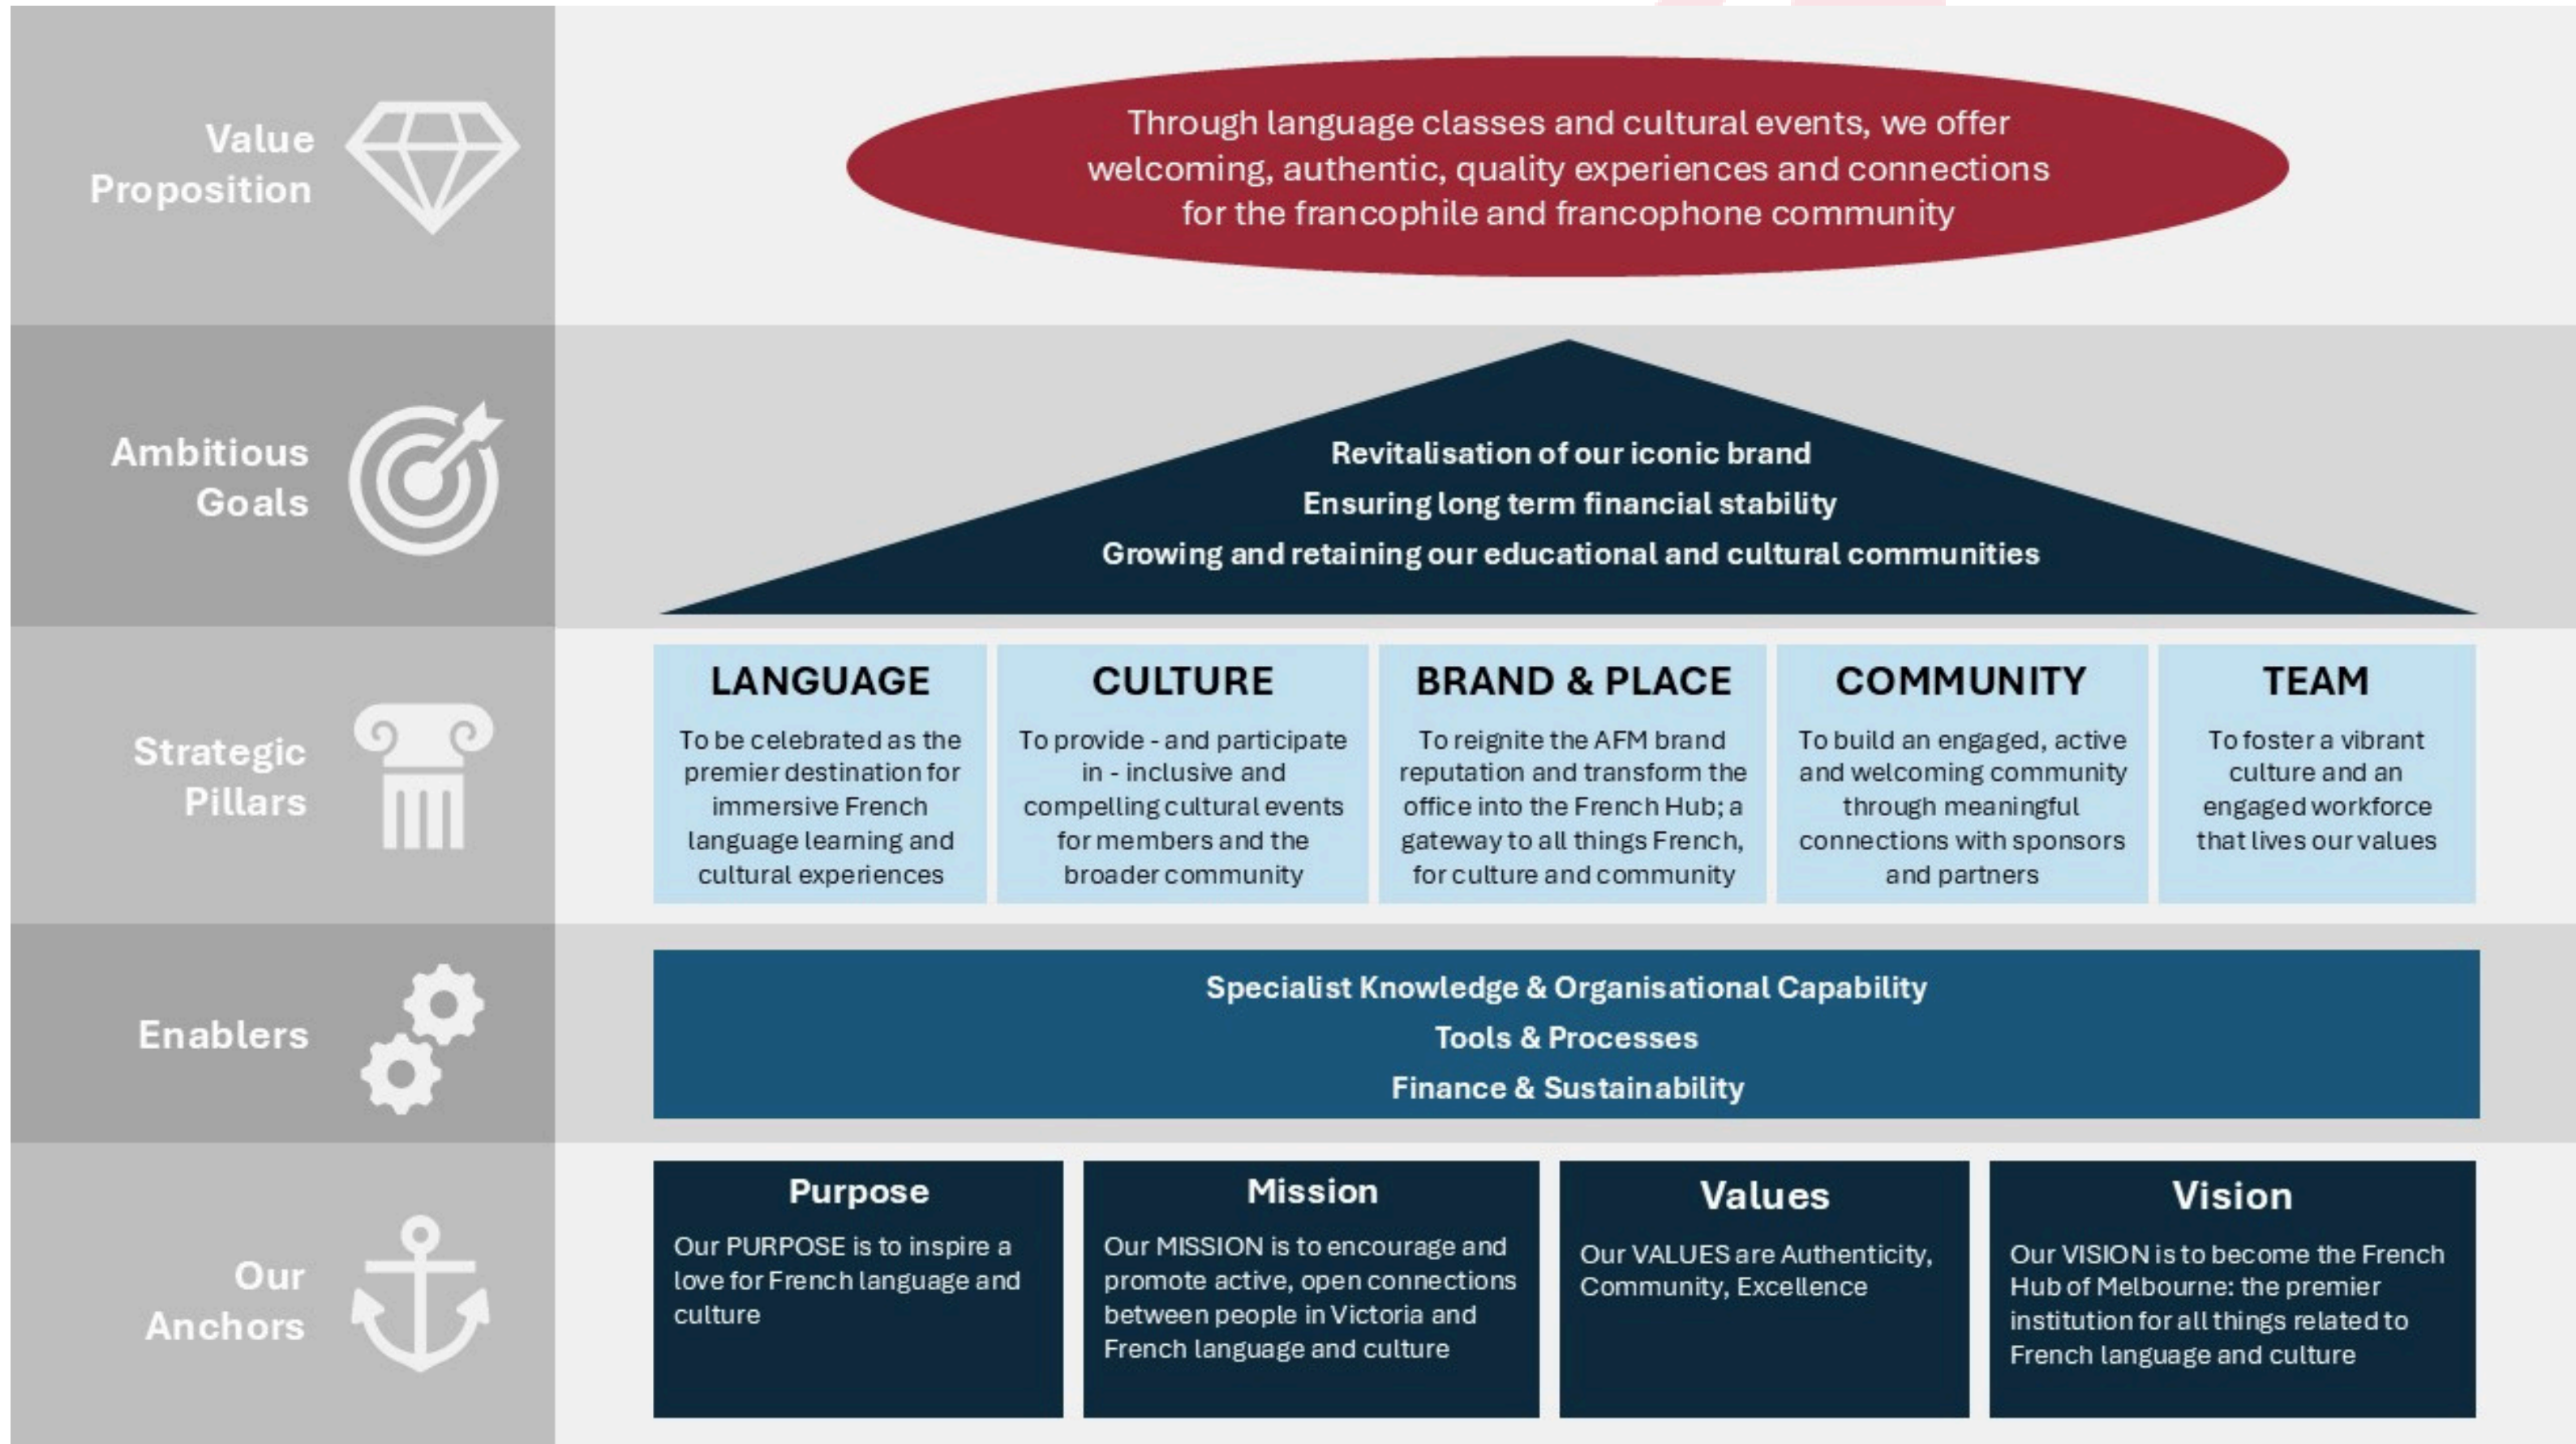 Value
Proposition
Through language classes and cultural events, we offer
welcoming, authentic, quality experiences and connections
for the francophile and francophone community
Ambitious
Goals
Revitalisation of our iconic brand
Ensuring long term financial stability
Growing and retaining our educational and cultural communities
Strategic
Pillars
LANGUAGE
To be celebrated as the
premier destination for
immersive French
language learning and
cultural experiences
CULTURE
To provide - and participate
in - inclusive and
compelling cultural events
for members and the
broader community
BRAND & PLACE
To reignite the AFM brand
reputation and transform the
office into the French Hub; a
gateway to all things French,
for culture and community
COMMUNITY
To build an engaged, active
and welcoming community
through meaningful
connections with sponsors
and partners
TEAM
To foster a vibrant
culture and an
engaged workforce
that lives our values
Enablers
Specialist Knowledge & Organisational Capability
Tools & Processes
Finance & Sustainability
Our
Anchors
Purpose
Our PURPOSE is to inspire a
love for French language and
culture
Mission
Our MISSION is to encourage and
promote active, open connections
between people in Victoria and
French language and culture
Values
Our VALUES are Authenticity,
Community, Excellence
Vision
Our VISION is to become the French
Hub of Melbourne: the premier
institution for all things related to
French language and culture